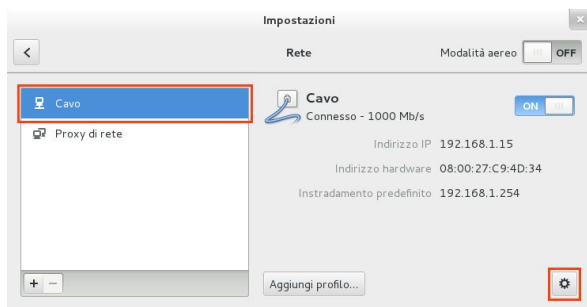 Impostazioni
Rete
Modalità aereo
OFF
Cavo
Proxy di rete
Cavo
Connesso - 1000 Mb/s
ON
Indirizzo IP 192.168.1.15
Indirizzo hardware 08:00:27:C9:4D:34
Instradamento predefinito 192.168.1.254
Aggiungi profilo...